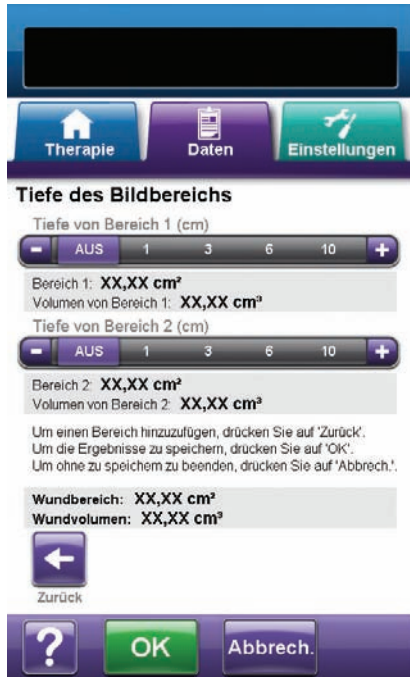 Therapie
Daten
Einstellungen
Tiefe des Bildbereichs
Tiefe von Bereich 1 (cm)
- AUS 1 3 6 10 +
Bereich 1: XX,XX cm²
Volumen von Bereich 1: XX,XX cm³
Tiefe von Bereich 2 (cm)
- AUS 1 3 6 10 +
Bereich 2: XX,XX cm²
Volumen von Bereich 2: XX,XX cm³
Um einen Bereich hinzuzufügen, drücken Sie auf 'Zurück'.
Um die Ergebnisse zu speichern, drücken Sie auf 'OK'.
Um ohne zu speichern zu beenden, drücken Sie auf 'Abbrech.'.
Wundbereich: XX,XX cm²
Wundvolumen: XX,XX cm³
Zurück
? OK Abbrech.